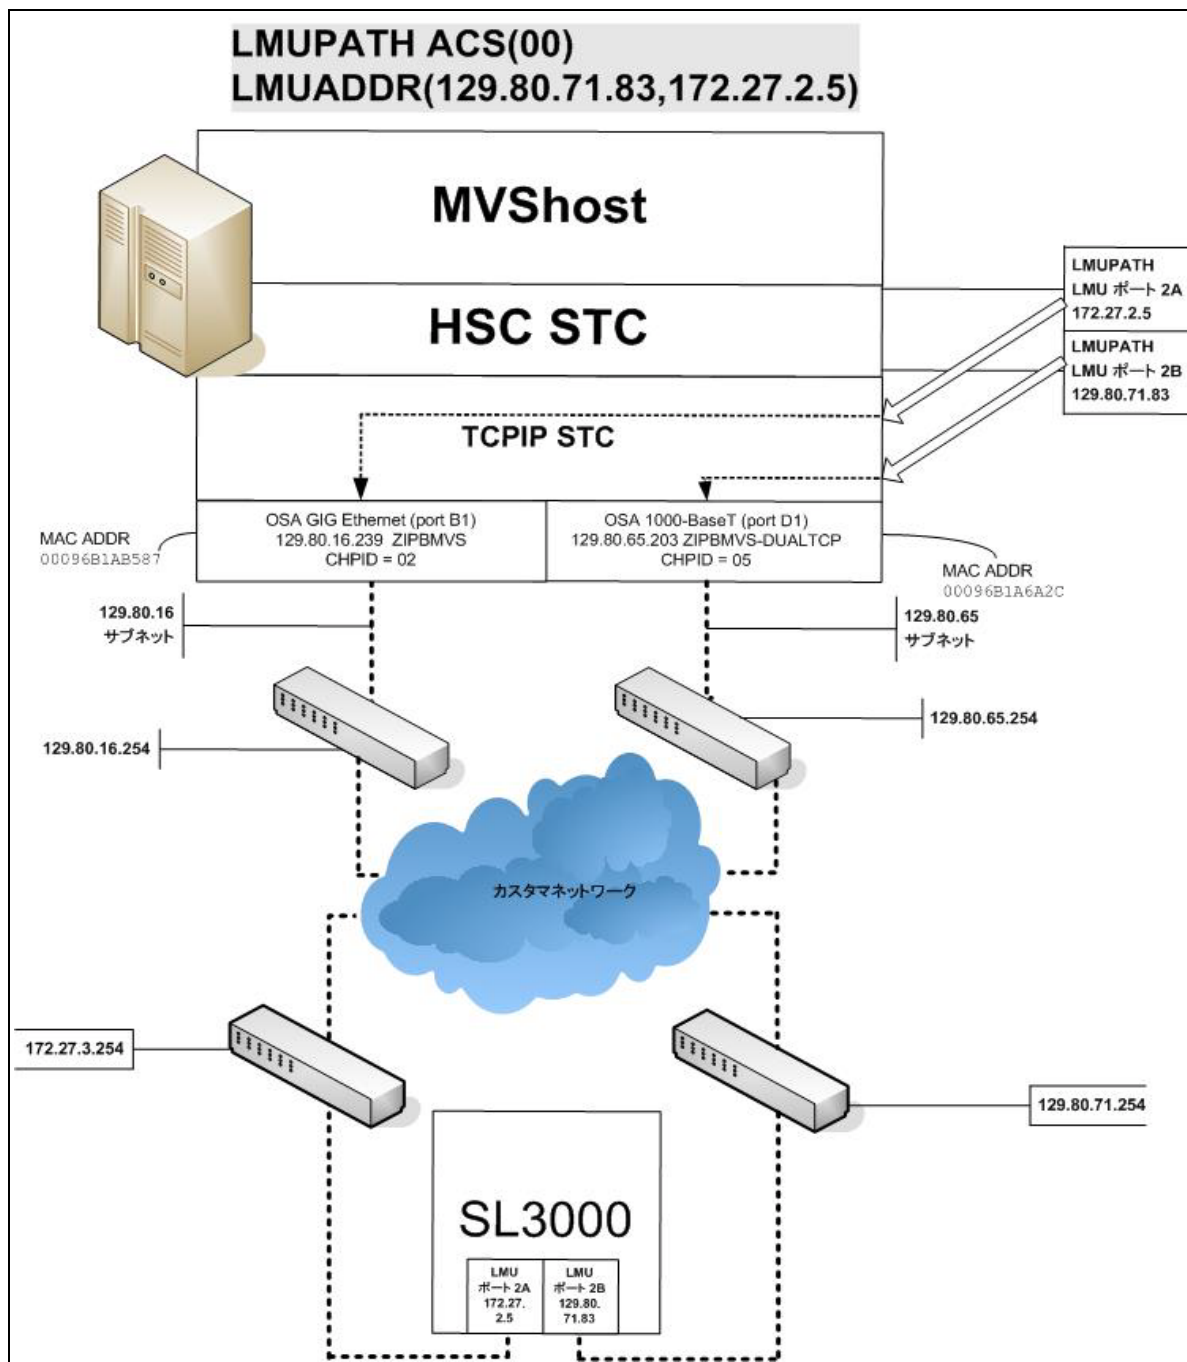 LMUPATH ACS(00)
LMUADDR(129.80.71.83,172.27.2.5)
MVShost
HSC STC
LMUPATH
LMU ポート 2A
172.27.2.5
LMUPATH
LMU ポート 2B
129.80.71.83
TCPIP STC
OSA GIG Ethernet (port B1)
129.80.16.239 ZIPBMVS
CHPID = 02
OSA 1000-BaseT (port D1)
129.80.65.203 ZIPBMVS-DUALTCP
CHPID = 05
MAC ADDR
00096B1AB587
MAC ADDR
00096B1A6A2C
129.80.16
サブネット
129.80.65
サブネット
129.80.16.254
129.80.65.254
カスタマネットワーク
172.27.3.254
129.80.71.254
SL3000
LMU
ポート 2A
172.27.
2.5
LMU
ポート 2B
129.80.
71.83